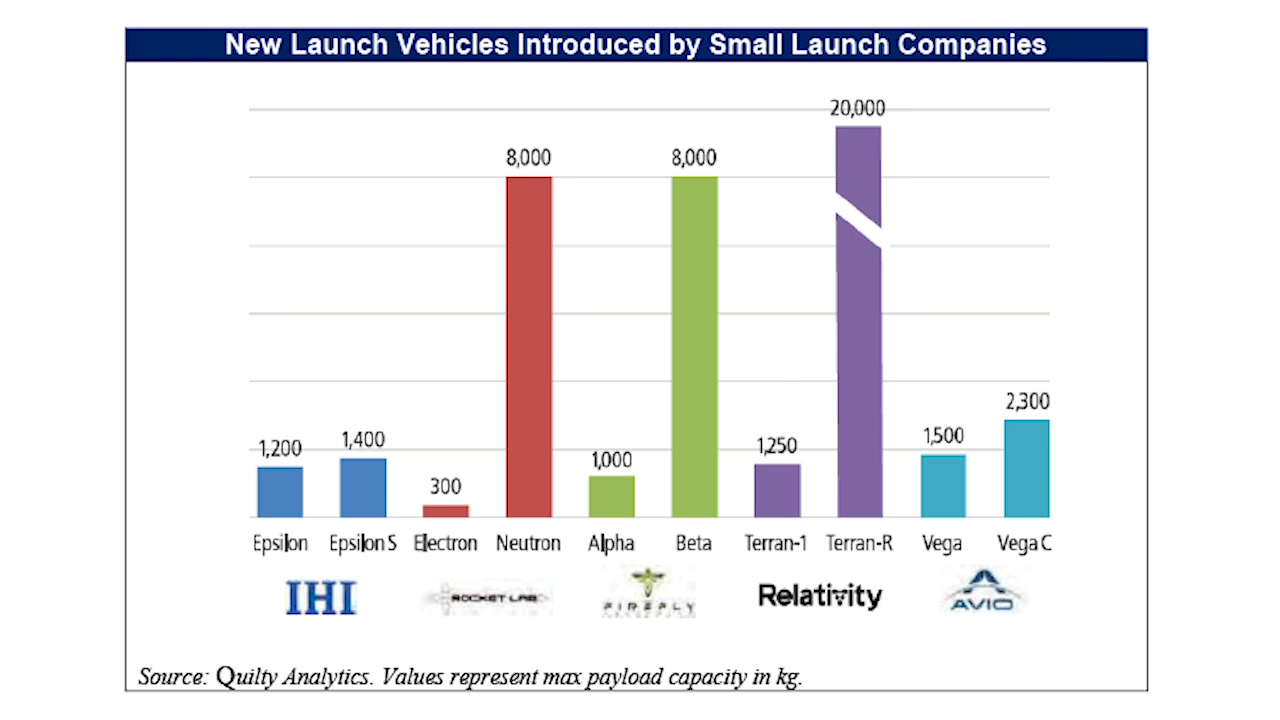 New Launch Vehicles Introduced by Small Launch Companies
20,000
8,000 8,000
2,300
1,200 1,400 1,000 1,250 1,500
300
Epsilon Epsilon S Electron Neutron Alpha Beta Terran-1 Terran-R Vega Vega C
IHI ROCKET LAB FIREFLY Relativity AVIO
Source: Quilty Analytics. Values represent max payload capacity in kg.